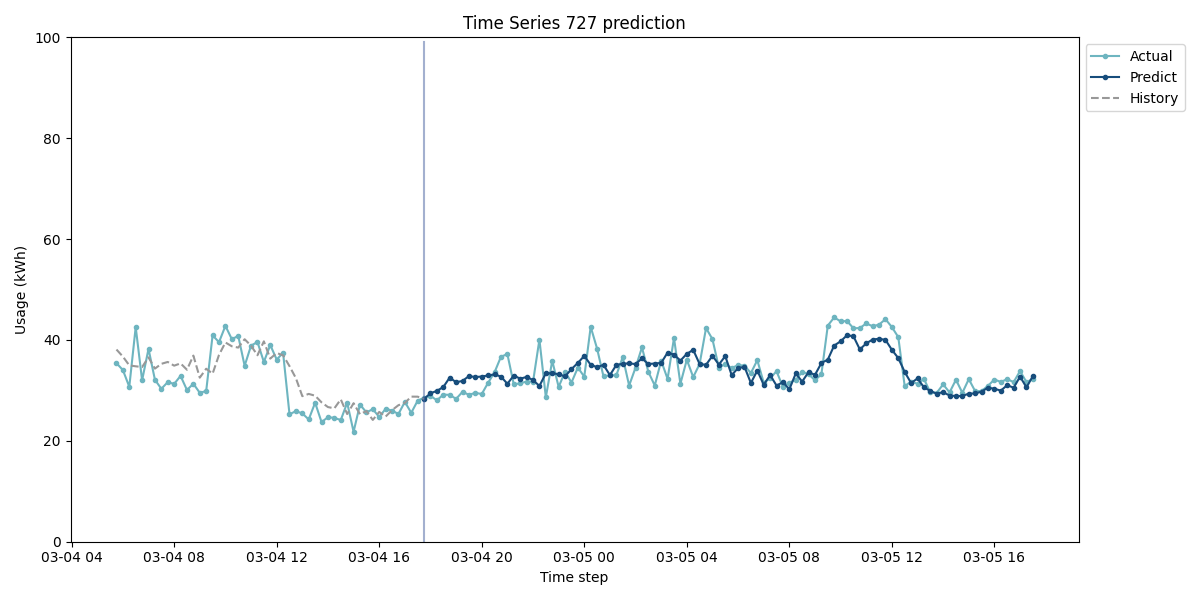 Time Series 727 prediction
Usage (kWh)
100
80
60
40
20
0
03-04 04
03-04 08
03-04 12
03-04 16
03-04 20
03-05 00
03-05 04
03-05 08
03-05 12
03-05 16
Time step
Actual
Predict
History